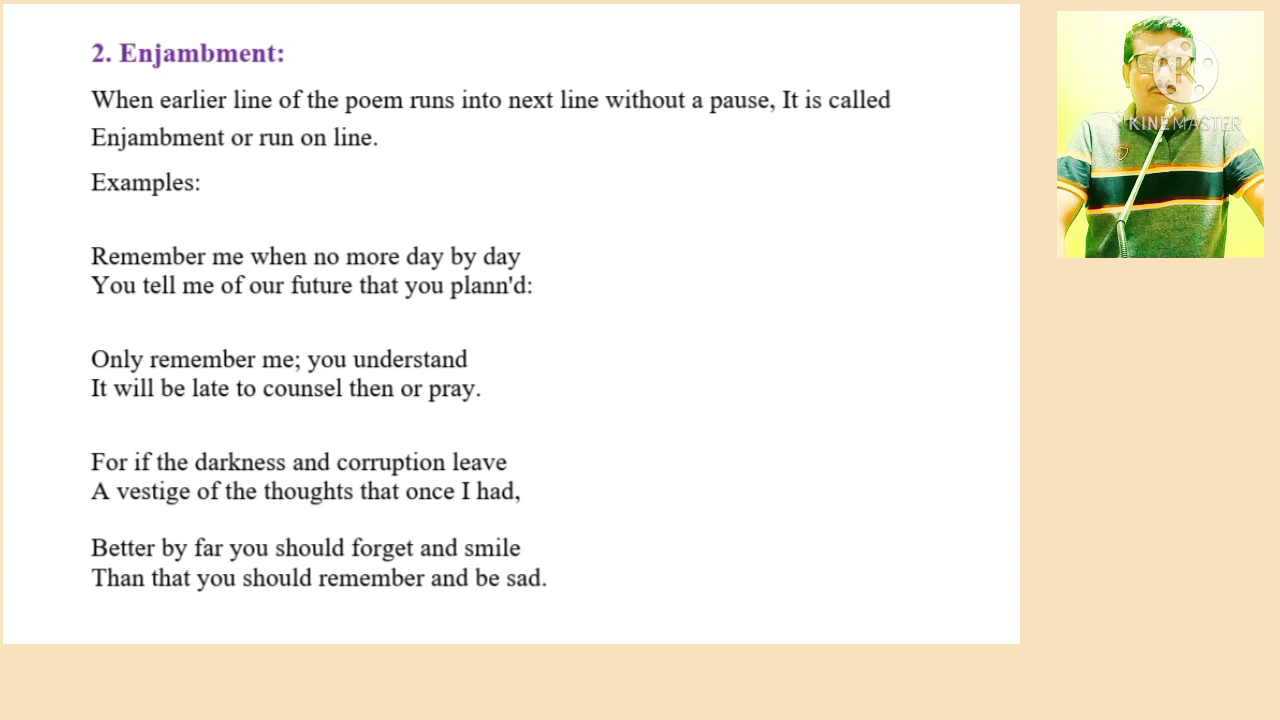 2. Enjambment:
When earlier line of the poem runs into next line without a pause, It is called
Enjambment or run on line.
Examples:
Remember me when no more day by day
You tell me of our future that you plann'd:
Only remember me; you understand
It will be late to counsel then or pray.
For if the darkness and corruption leave
A vestige of the thoughts that once I had,
Better by far you should forget and smile
Than that you should remember and be sad.
K
KINEMASTER